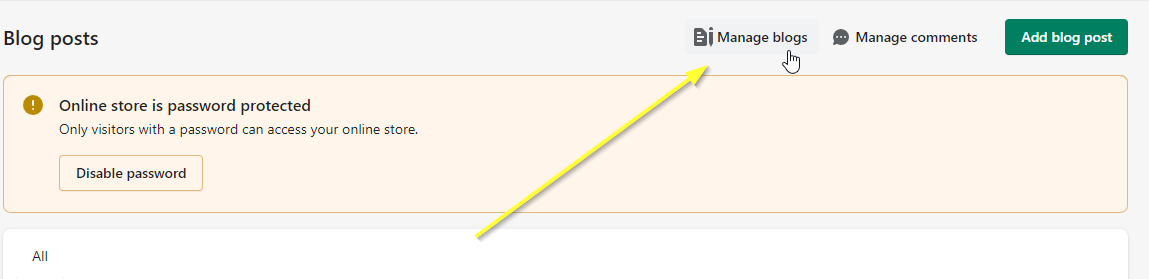 Blog posts
Manage blogs
Manage comments
Add blog post
Online store is password protected
Only visitors with a password can access your online store.
Disable password
All